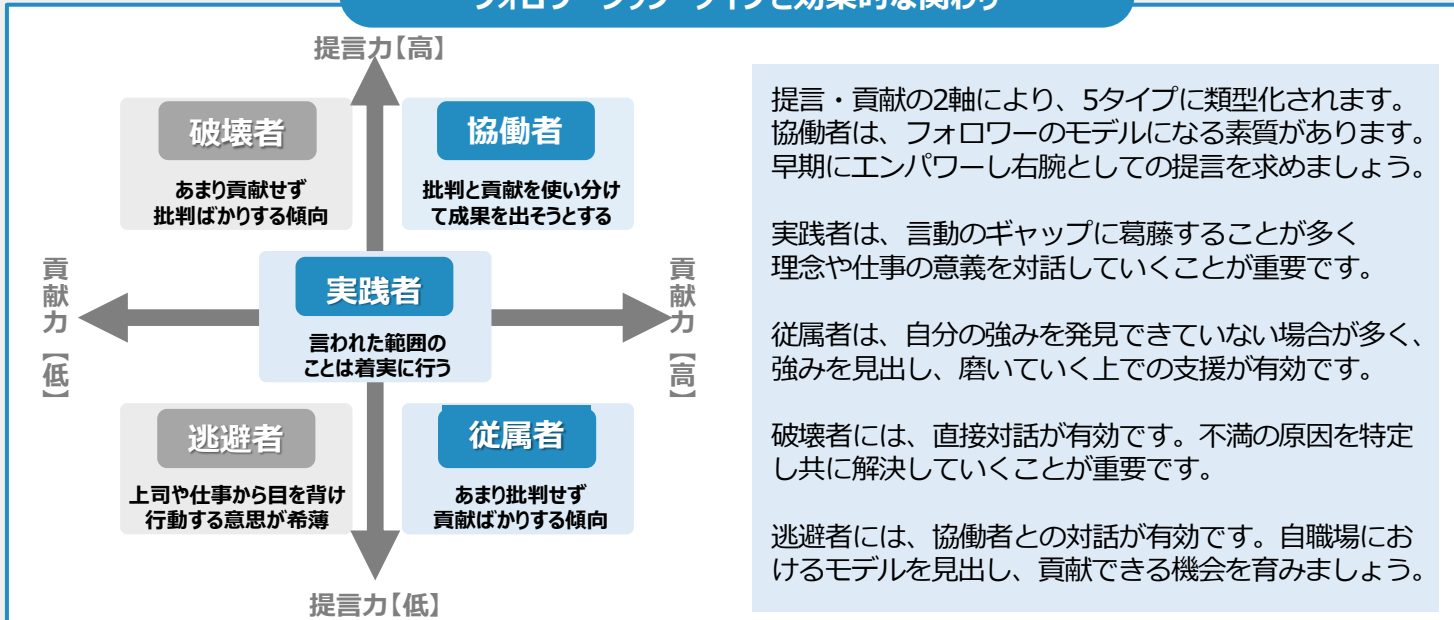 提言力【高】
破壊者
あまり貢献せず
批判ばかりする傾向
協働者
批判と貢献を使い分け
て成果を出そうとする
貢献力【低】
実践者
言われた範囲の
ことは着実に行う
貢献力【高】
逃避者
上司や仕事から目を背け
行動する意思が希薄
従属者
あまり批判せず
貢献ばかりする傾向
提言力【低】
提言・貢献の2軸により、5タイプに類型化されます。
協働者は、フォロワーのモデルになる素質があります。
早期にエンパワーし右腕としての提言を求めましょう。
実践者は、言動のギャップに葛藤することが多く
理念や仕事の意義を対話していくことが重要です。
従属者は、自分の強みを発見できていない場合が多く、
強みを見出し、磨いていく上での支援が有効です。
破壊者には、直接対話が有効です。不満の原因を特定
し共に解決していくことが重要です。
逃避者には、協働者との対話が有効です。自職場にお
けるモデルを見出し、貢献できる機会を育みましょう。